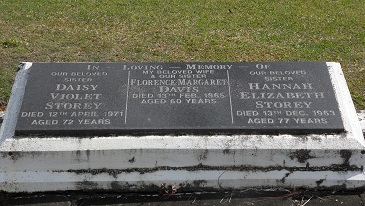 In Loving Memory Of
OUR BELOVED
SISTER
DAISY
VIOLET
STOREY
DIED 12TH APRIL 1971
AGED 72 YEARS
MY BELOVED WIFE
& OUR SISTER
FLORENCE MARGARET
DAVIS
DIED 13TH FEB. 1965
AGED 60 YEARS
OUR BELOVED
SISTER
HANNAH
ELIZABETH
STOREY
DIED 13TH DEC. 1963
AGED 77 YEARS